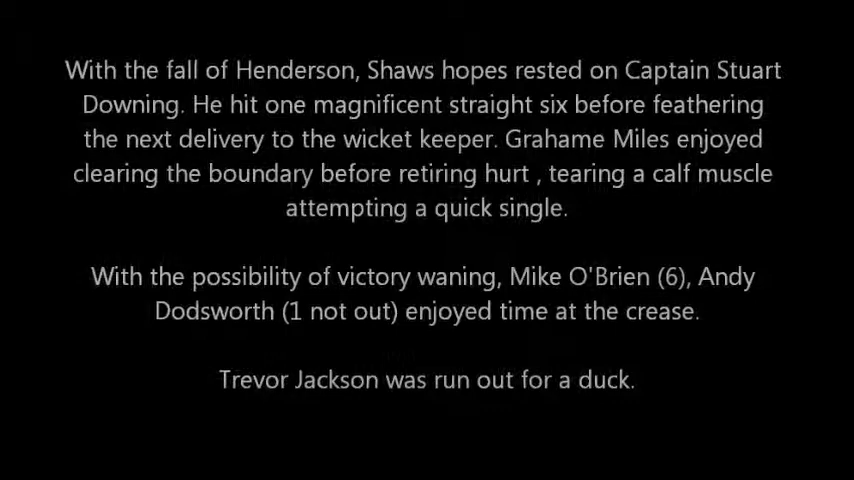 With the fall of Henderson, Shaws hopes rested on Captain Stuart
Downing. He hit one magnificent straight six before feathering
the next delivery to the wicket keeper. Grahame Miles enjoyed
clearing the boundary before retiring hurt , tearing a calf muscle
attempting a quick single.
With the possibility of victory waning, Mike O'Brien (6), Andy
Dodsworth (1 not out) enjoyed time at the crease.
Trevor Jackson was run out for a duck.